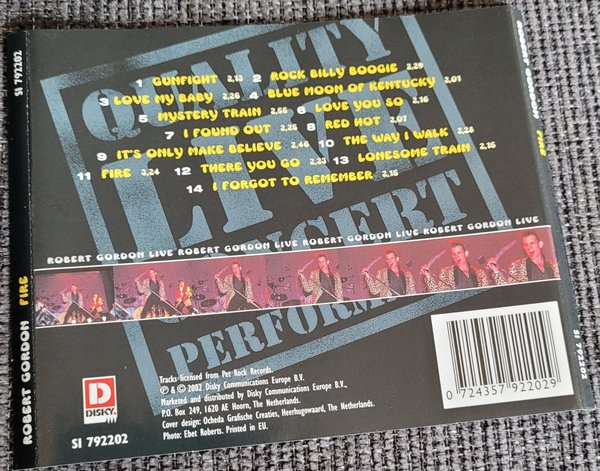 SI 792202
ROBERT GORDON FIRE
QUALITY
LIVE
CONCERT
PERFORMA
1 GUNFIGHT 2,13 2 ROCK BILLY BOOGIE 2,29
3 LOVE MY BABY 2,26 4 BLUE MOON OF KENTUCKY 2,01
5 MYSTERY TRAIN 2,55 6 LOVE YOU SO 2,16
7 I FOUND OUT 2,25 8 RED HOT 2,07
9 IT'S ONLY MAKE BELIEVE 2,46 10 THE WAY I WALK 2,25
11 FIRE 3,24 12 THERE YOU GO 2,23 13 LONESOME TRAIN 2,15
14 I FORGOT TO REMEMBER 2,15
ROBERT GORDON LIVE ROBERT GORDON LIVE ROBERT GORDON LIVE ROBERT GORDON LIVE
D
DISKY
SI 792202
Tracks licensed from Pet Rock Records.
℗ & © 2002 Disky Communications Europe B.V.
Marketed and distributed by Disky Communications Europe B.V.,
P.O. Box 249, 1620 AE Hoorn, The Netherlands.
Cover design: Ocheda Grafische Creaties, Heerhugowaard, The Netherlands.
Photo: Ebet Roberts. Printed in EU.
0 724357 922029
ROBERT GORDON FIRE
SI 792202